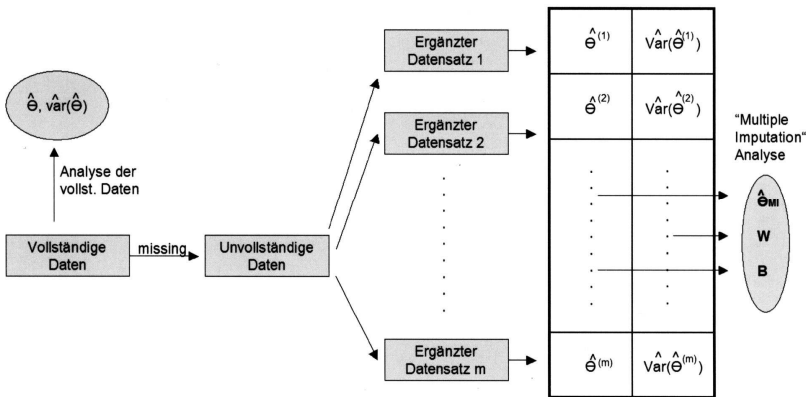 Θ̂, vâr(Θ̂)
Analyse der
vollst. Daten
Vollständige
Daten
missing
Unvollständige
Daten
Ergänzter
Datensatz 1
Ergänzter
Datensatz 2
Ergänzter
Datensatz m
Θ̂⁽¹⁾ Vâr(Θ̂⁽¹⁾)
Θ̂⁽²⁾ Vâr(Θ̂⁽²⁾)
Θ̂⁽ᵐ⁾ Vâr(Θ̂⁽ᵐ⁾)
"Multiple
Imputation“
Analyse
Θ̂MI
W
B